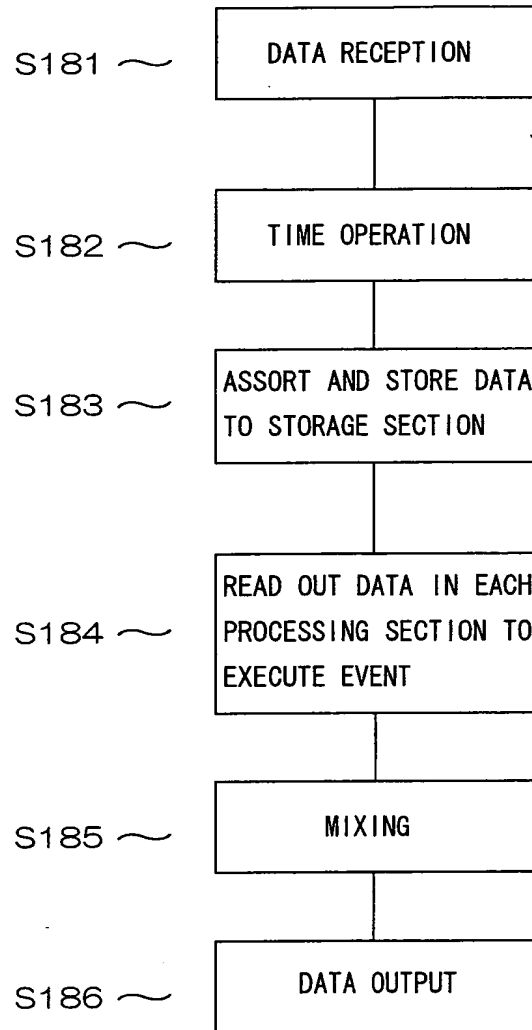 S181 ～ DATA RECEPTION
S182 ～ TIME OPERATION
S183 ～ ASSORT AND STORE DATA
TO STORAGE SECTION
S184 ～ READ OUT DATA IN EACH
PROCESSING SECTION TO
EXECUTE EVENT
S185 ～ MIXING
S186 ～ DATA OUTPUT